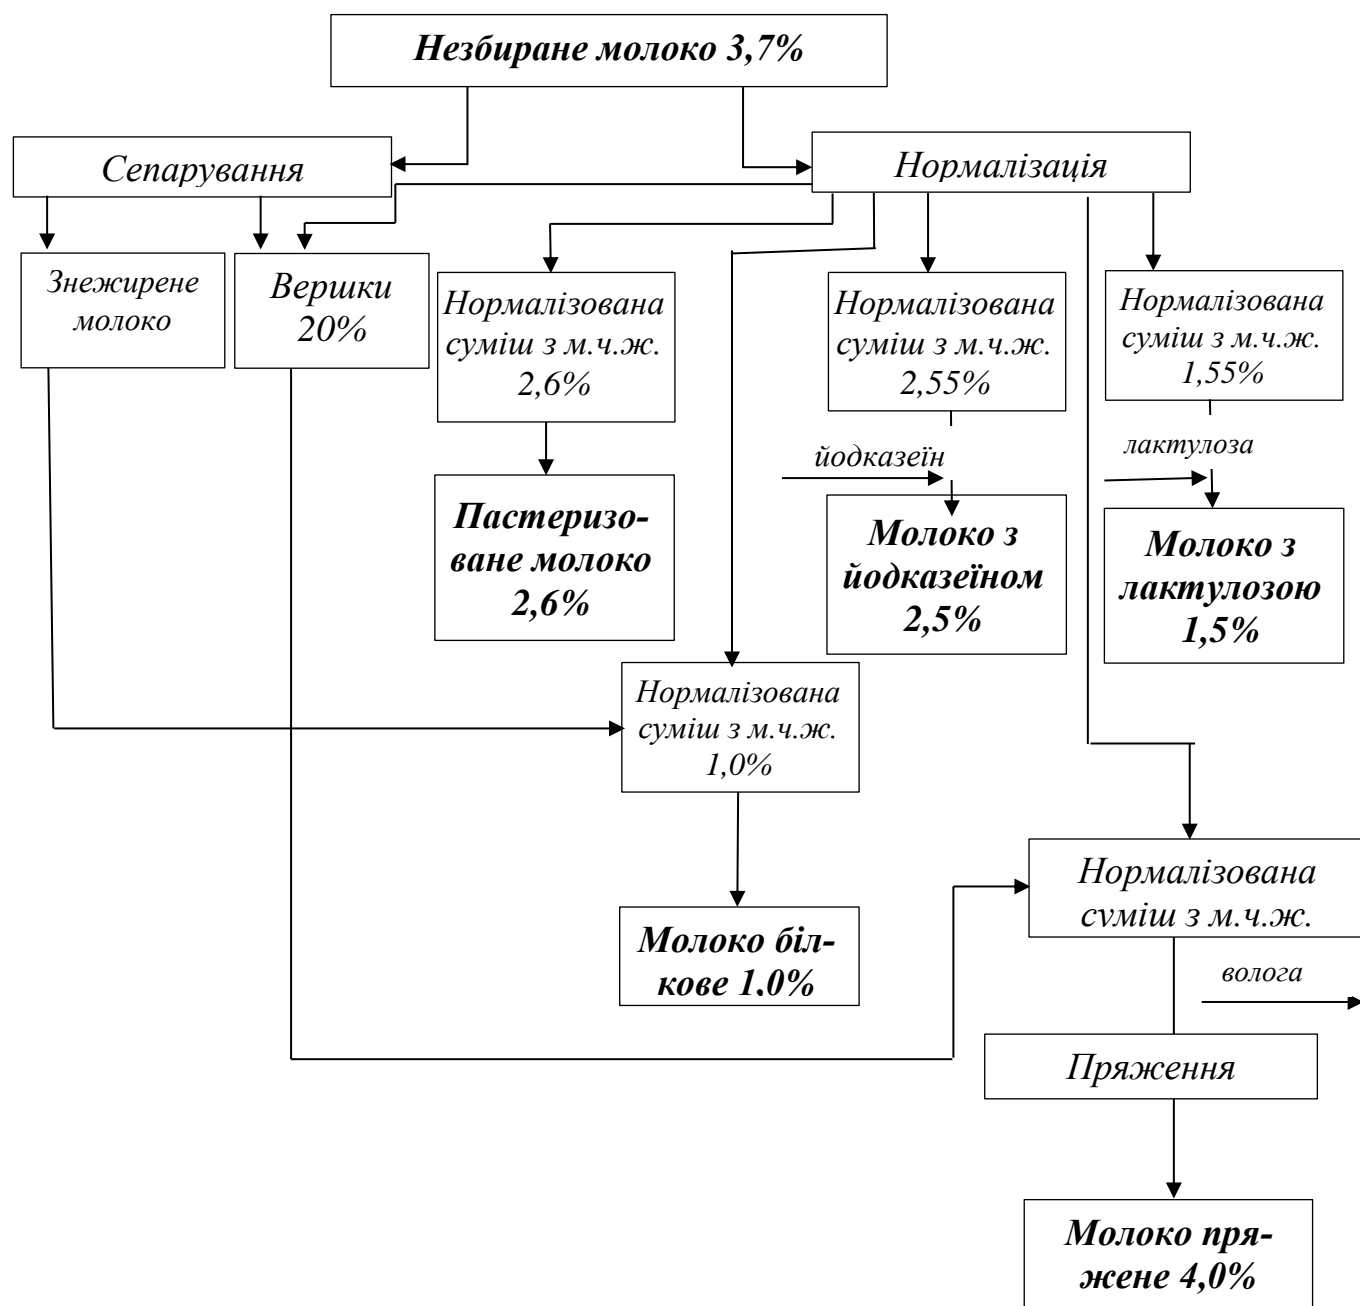 Незбиране молоко 3,7%
Сепарування
Нормалізація
Знежирене
молоко
Вершки
20%
Нормалізована
суміш з м.ч.ж.
2,6%
Нормалізована
суміш з м.ч.ж.
2,55%
Нормалізована
суміш з м.ч.ж.
1,55%
йодказеїн
лактулоза
Пастеризо-
ване молоко
2,6%
Молоко з
йодказеїном
2,5%
Молоко з
лактулозою
1,5%
Нормалізована
суміш з м.ч.ж.
1,0%
Нормалізована
суміш з м.ч.ж.
Молоко біл-
кове 1.0%
волога
Пряження
Молоко пря-
жене 4,0%